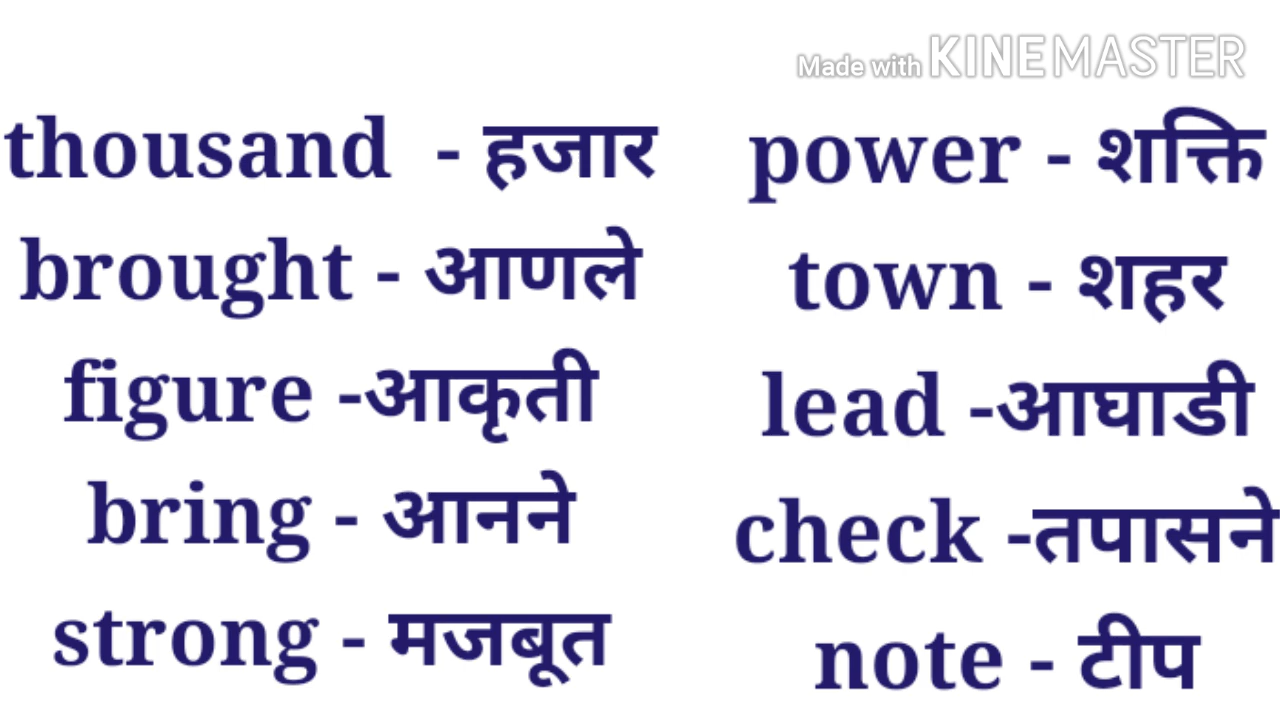 Made with KINEMASTER
thousand - हजार
brought - आणले
figure -आकृती
bring - आनने
strong - मजबूत
power - शक्ति
town - शहर
lead -आघाडी
check -तपासने
note - टीप